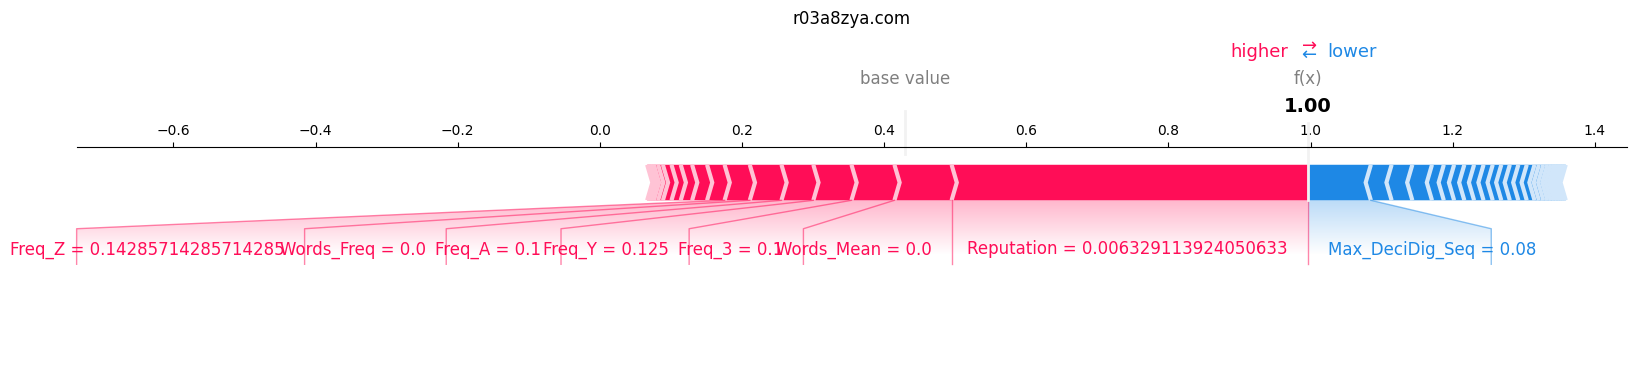 r03a8zya.com
higher ⇄ lower
base value f(x)
1.00
−0.6 −0.4 −0.2 0.0 0.2 0.4 0.6 0.8 1.0 1.2 1.4
Freq_Z = 0.14285714285714285 Words_Freq = 0.0 Freq_A = 0.1 Freq_Y = 0.125 Freq_3 = 0.1 Words_Mean = 0.0 Reputation = 0.006329113924050633 Max_DeciDig_Seq = 0.08